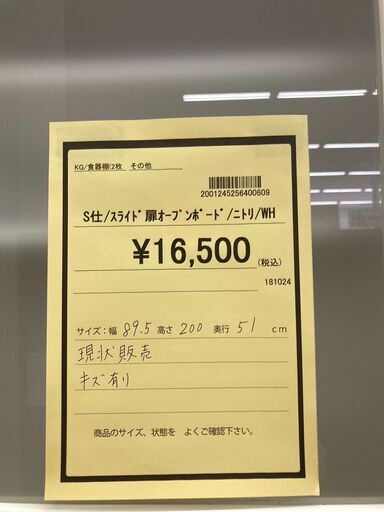 KG/食器棚(2枚 その他
2001245256400609
S仕/ｽﾗｲﾄﾞ扉ｵｰﾌﾟﾝﾎﾞｰﾄﾞ/ﾆﾄﾘ/WH
¥16,500(税込)
181024
サイズ：幅 89.5 高さ 200 奥行 51 cm
現状販売
キズ有り
商品のサイズ、状態を よくご確認下さい。